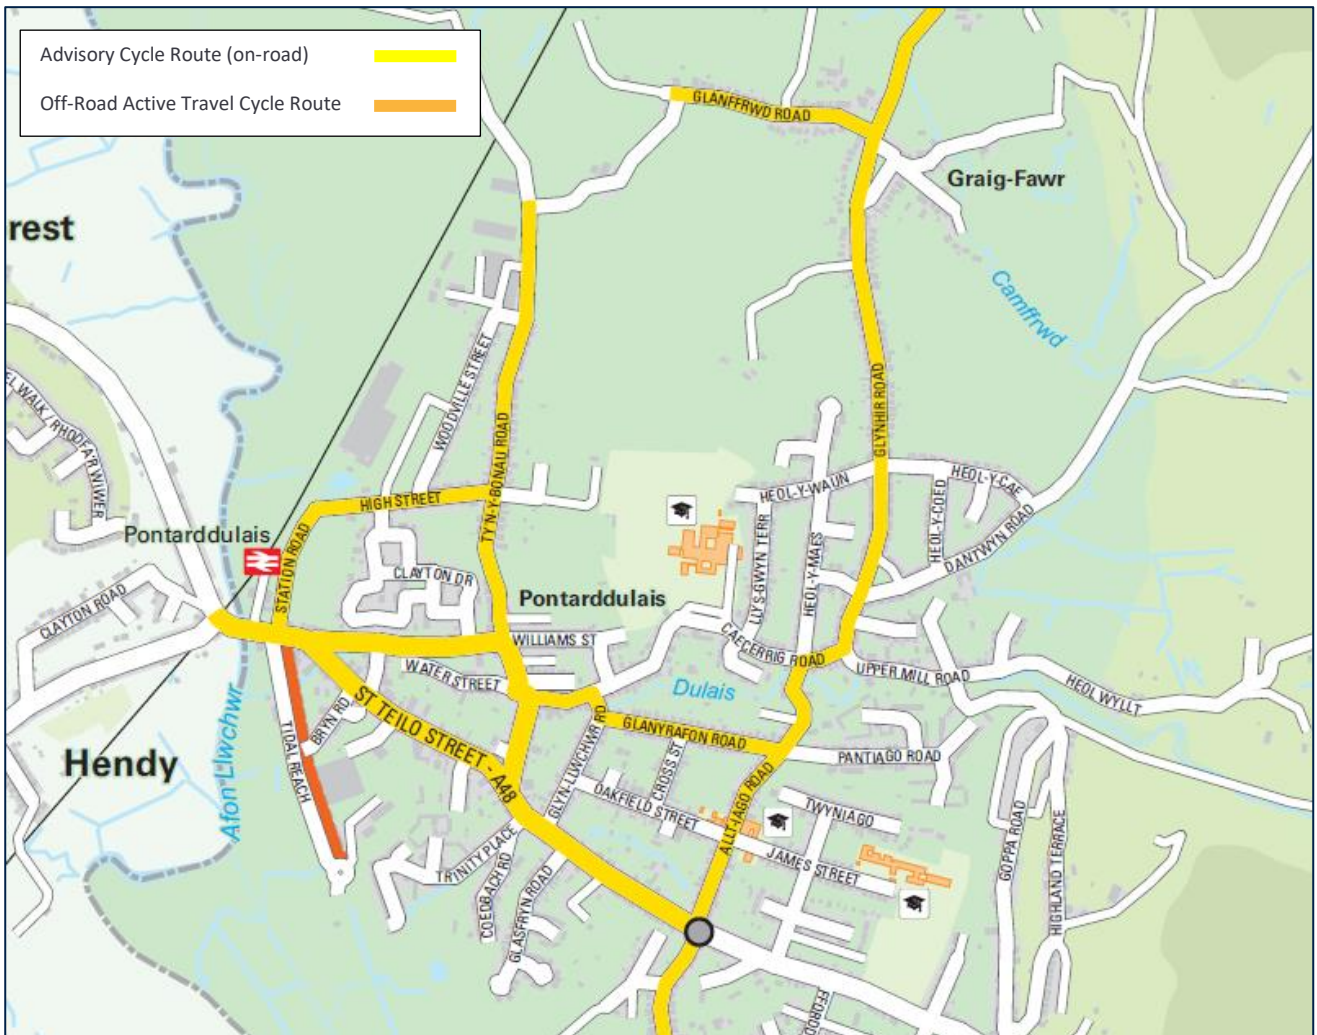 Advisory Cycle Route (on-road)
Off-Road Active Travel Cycle Route
GLANFFRWD ROAD
Graig-Fawr
rest
Camffrwd
WOODVILLE STREET
GLYNHIR ROAD
EL WALK / RHODFA'R WIWER
TYN-Y-BONAU ROAD
HIGH STREET
HEOL-Y-WAUN
HEOL-Y-CAE
HEOL-Y-COED
Pontarddulais
STATION ROAD
DANTWYN ROAD
LLYS-GWYN TERR
HEOL-Y-MAES
CLAYTON DR
CLAYTON ROAD
Pontarddulais
WILLIAMS ST
CAECERRIG ROAD
WATER STREET
UPPER MILL ROAD
HEOL WYLLT
Dulais
BRYN RD
ST TEILO STREET - A48
GLANYRAFON ROAD
PANTIAGO ROAD
Hendy
Afon Llwchwr
TIDAL REACH
GLYN-LLWCHWR RD
CROSS ST
OAKFIELD STREET
ALLT-IAGO ROAD
TWYNIAGO
JAMES STREET
TRINITY PLACE
COEDBACH RD
GLASFRYN ROAD
GOPPA ROAD
HIGHLAND TERRACE
FFORDD